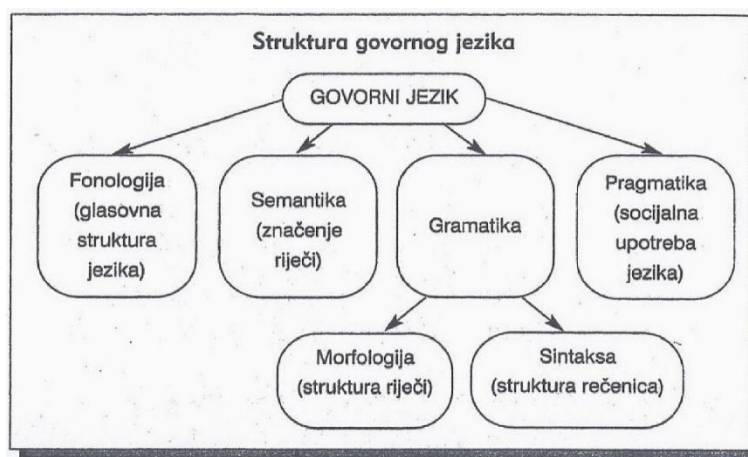 Struktura govornog jezika
GOVORNI JEZIK
Fonologija
(glasovna
struktura
jezika)
Semantika
(značenje
riječi)
Gramatika
Pragmatika
(socijalna
upotreba
jezika)
Morfologija
(struktura riječi)
Sintaksa
(struktura rečenica)